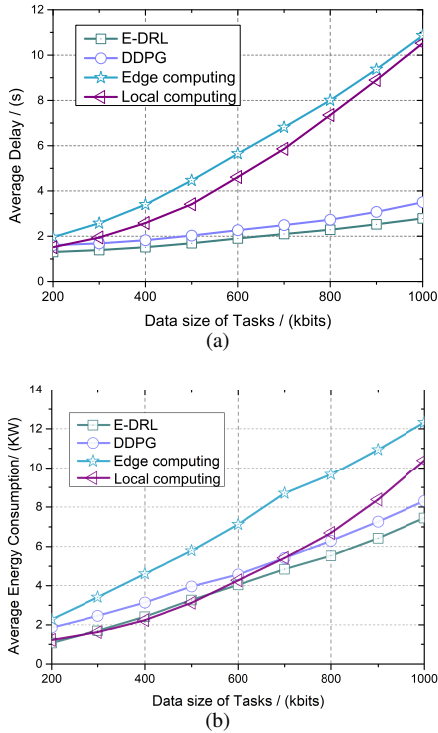 12
10
8
6
4
2
0
E-DRL
DDPG
Edge computing
Local computing
Average Delay / (s)
200 400 600 800 1000
Data size of Tasks / (kbits)
(a)
14
12
10
8
6
4
2
0
E-DRL
DDPG
Edge computing
Local computing
Average Energy Consumption/ (KW)
200 400 600 800 1000
Data size of Tasks / (kbits)
(b)